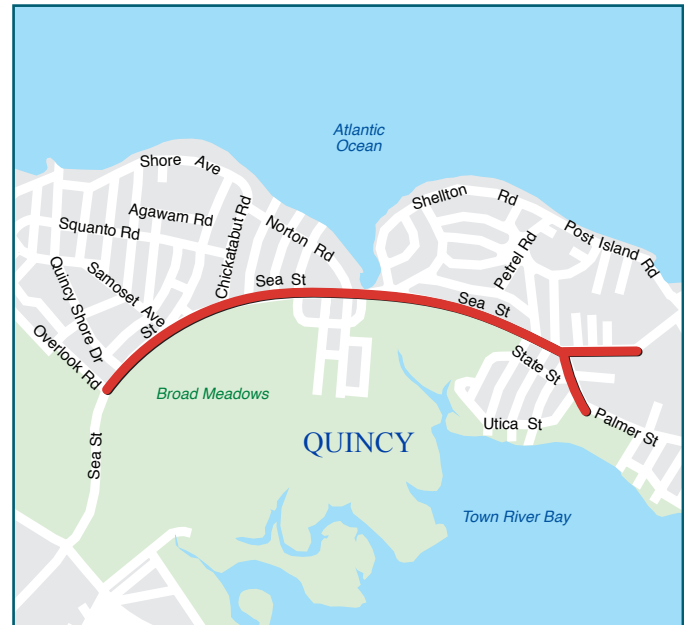 Atlantic
Ocean
Shore Ave
Shellton Rd
Agawam Rd
Chickatabut Rd
Norton Rd
Squanto Rd
Petrel Rd
Post Island Rd
Quincy Shore Dr
Samoset Ave
Sea St
Sea St
St
Overlook Rd
State St
Broad Meadows
Palmer St
Utica St
QUINCY
Sea St
Town River Bay